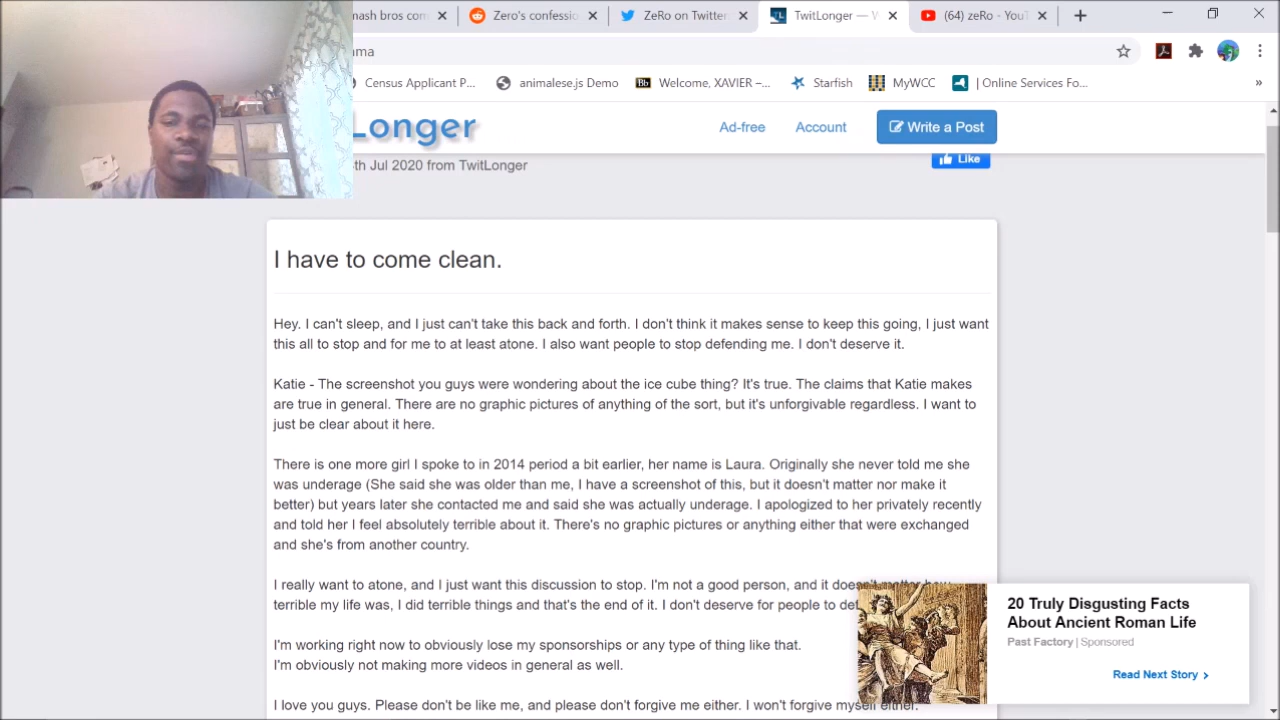 mash bros com
Zero's confessio
ZeRo on Twitter
TwitLonger —
(64) zeRo - You
ama
Census Applicant P...
animalese.js Demo
Bb
Welcome, XAVIER –...
Starfish
MyWCC
| Online Services Fo...
»
Longer
Ad-free
Account
Write a Post
th Jul 2020 from TwitLonger
Like
I have to come clean.
Hey. I can't sleep, and I just can't take this back and forth. I don't think it makes sense to keep this going, I just want
this all to stop and for me to at least atone. I also want people to stop defending me. I don't deserve it.
Katie - The screenshot you guys were wondering about the ice cube thing? It's true. The claims that Katie makes
are true in general. There are no graphic pictures of anything of the sort, but it's unforgivable regardless. I want to
just be clear about it here.
There is one more girl I spoke to in 2014 period a bit earlier, her name is Laura. Originally she never told me she
was underage (She said she was older than me, I have a screenshot of this, but it doesn't matter nor make it
better) but years later she contacted me and said she was actually underage. I apologized to her privately recently
and told her I feel absolutely terrible about it. There's no graphic pictures or anything either that were exchanged
and she's from another country.
I really want to atone, and I just want this discussion to stop. I'm not a good person, and it doesn't matter how
terrible my life was, I did terrible things and that's the end of it. I don't deserve for people to de
I'm working right now to obviously lose my sponsorships or any type of thing like that.
I'm obviously not making more videos in general as well.
I love you guys. Please don't be like me, and please don't forgive me either. I won't forgive myself either.
20 Truly Disgusting Facts
About Ancient Roman Life
Past Factory | Sponsored
Read Next Story